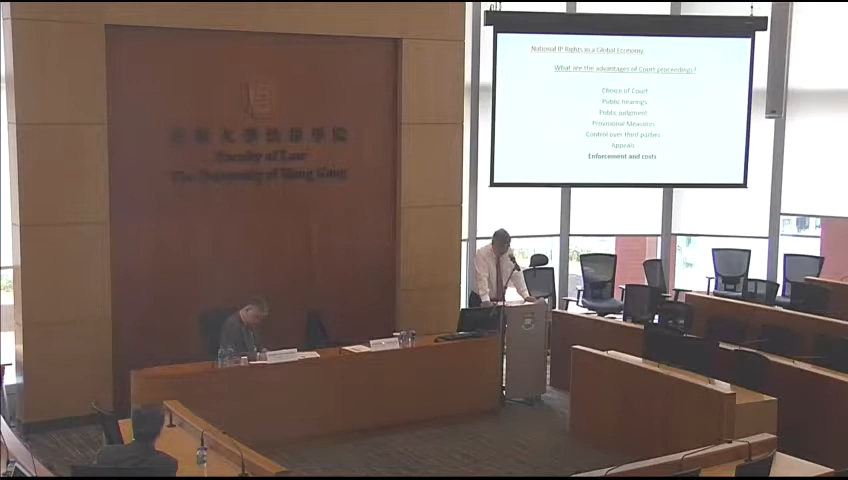 National IP Rights in a Global Economy
What are the advantages of Court proceedings?
Choice of Court
Public hearings
Public judgment
Provisional Measures
Control over third parties
Appeals
Enforcement and costs
香港大學法律學院
Faculty of Law
The University of Hong Kong